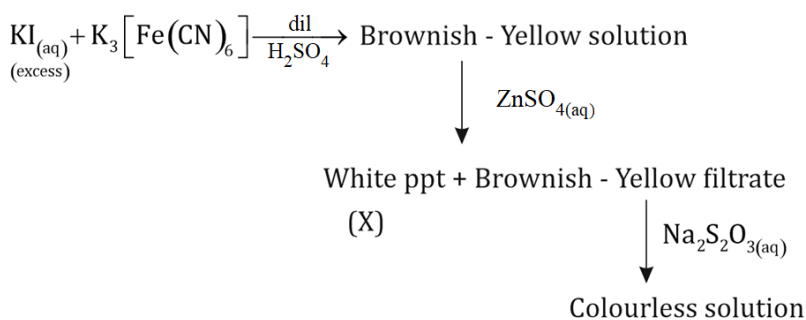 KI(aq) + K₃[Fe(CN)₆] dil H₂SO₄ Brownish - Yellow solution
(excess)
ZnSO₄(aq)
White ppt + Brownish - Yellow filtrate
(X)
Na₂S₂O₃(aq)
Colourless solution